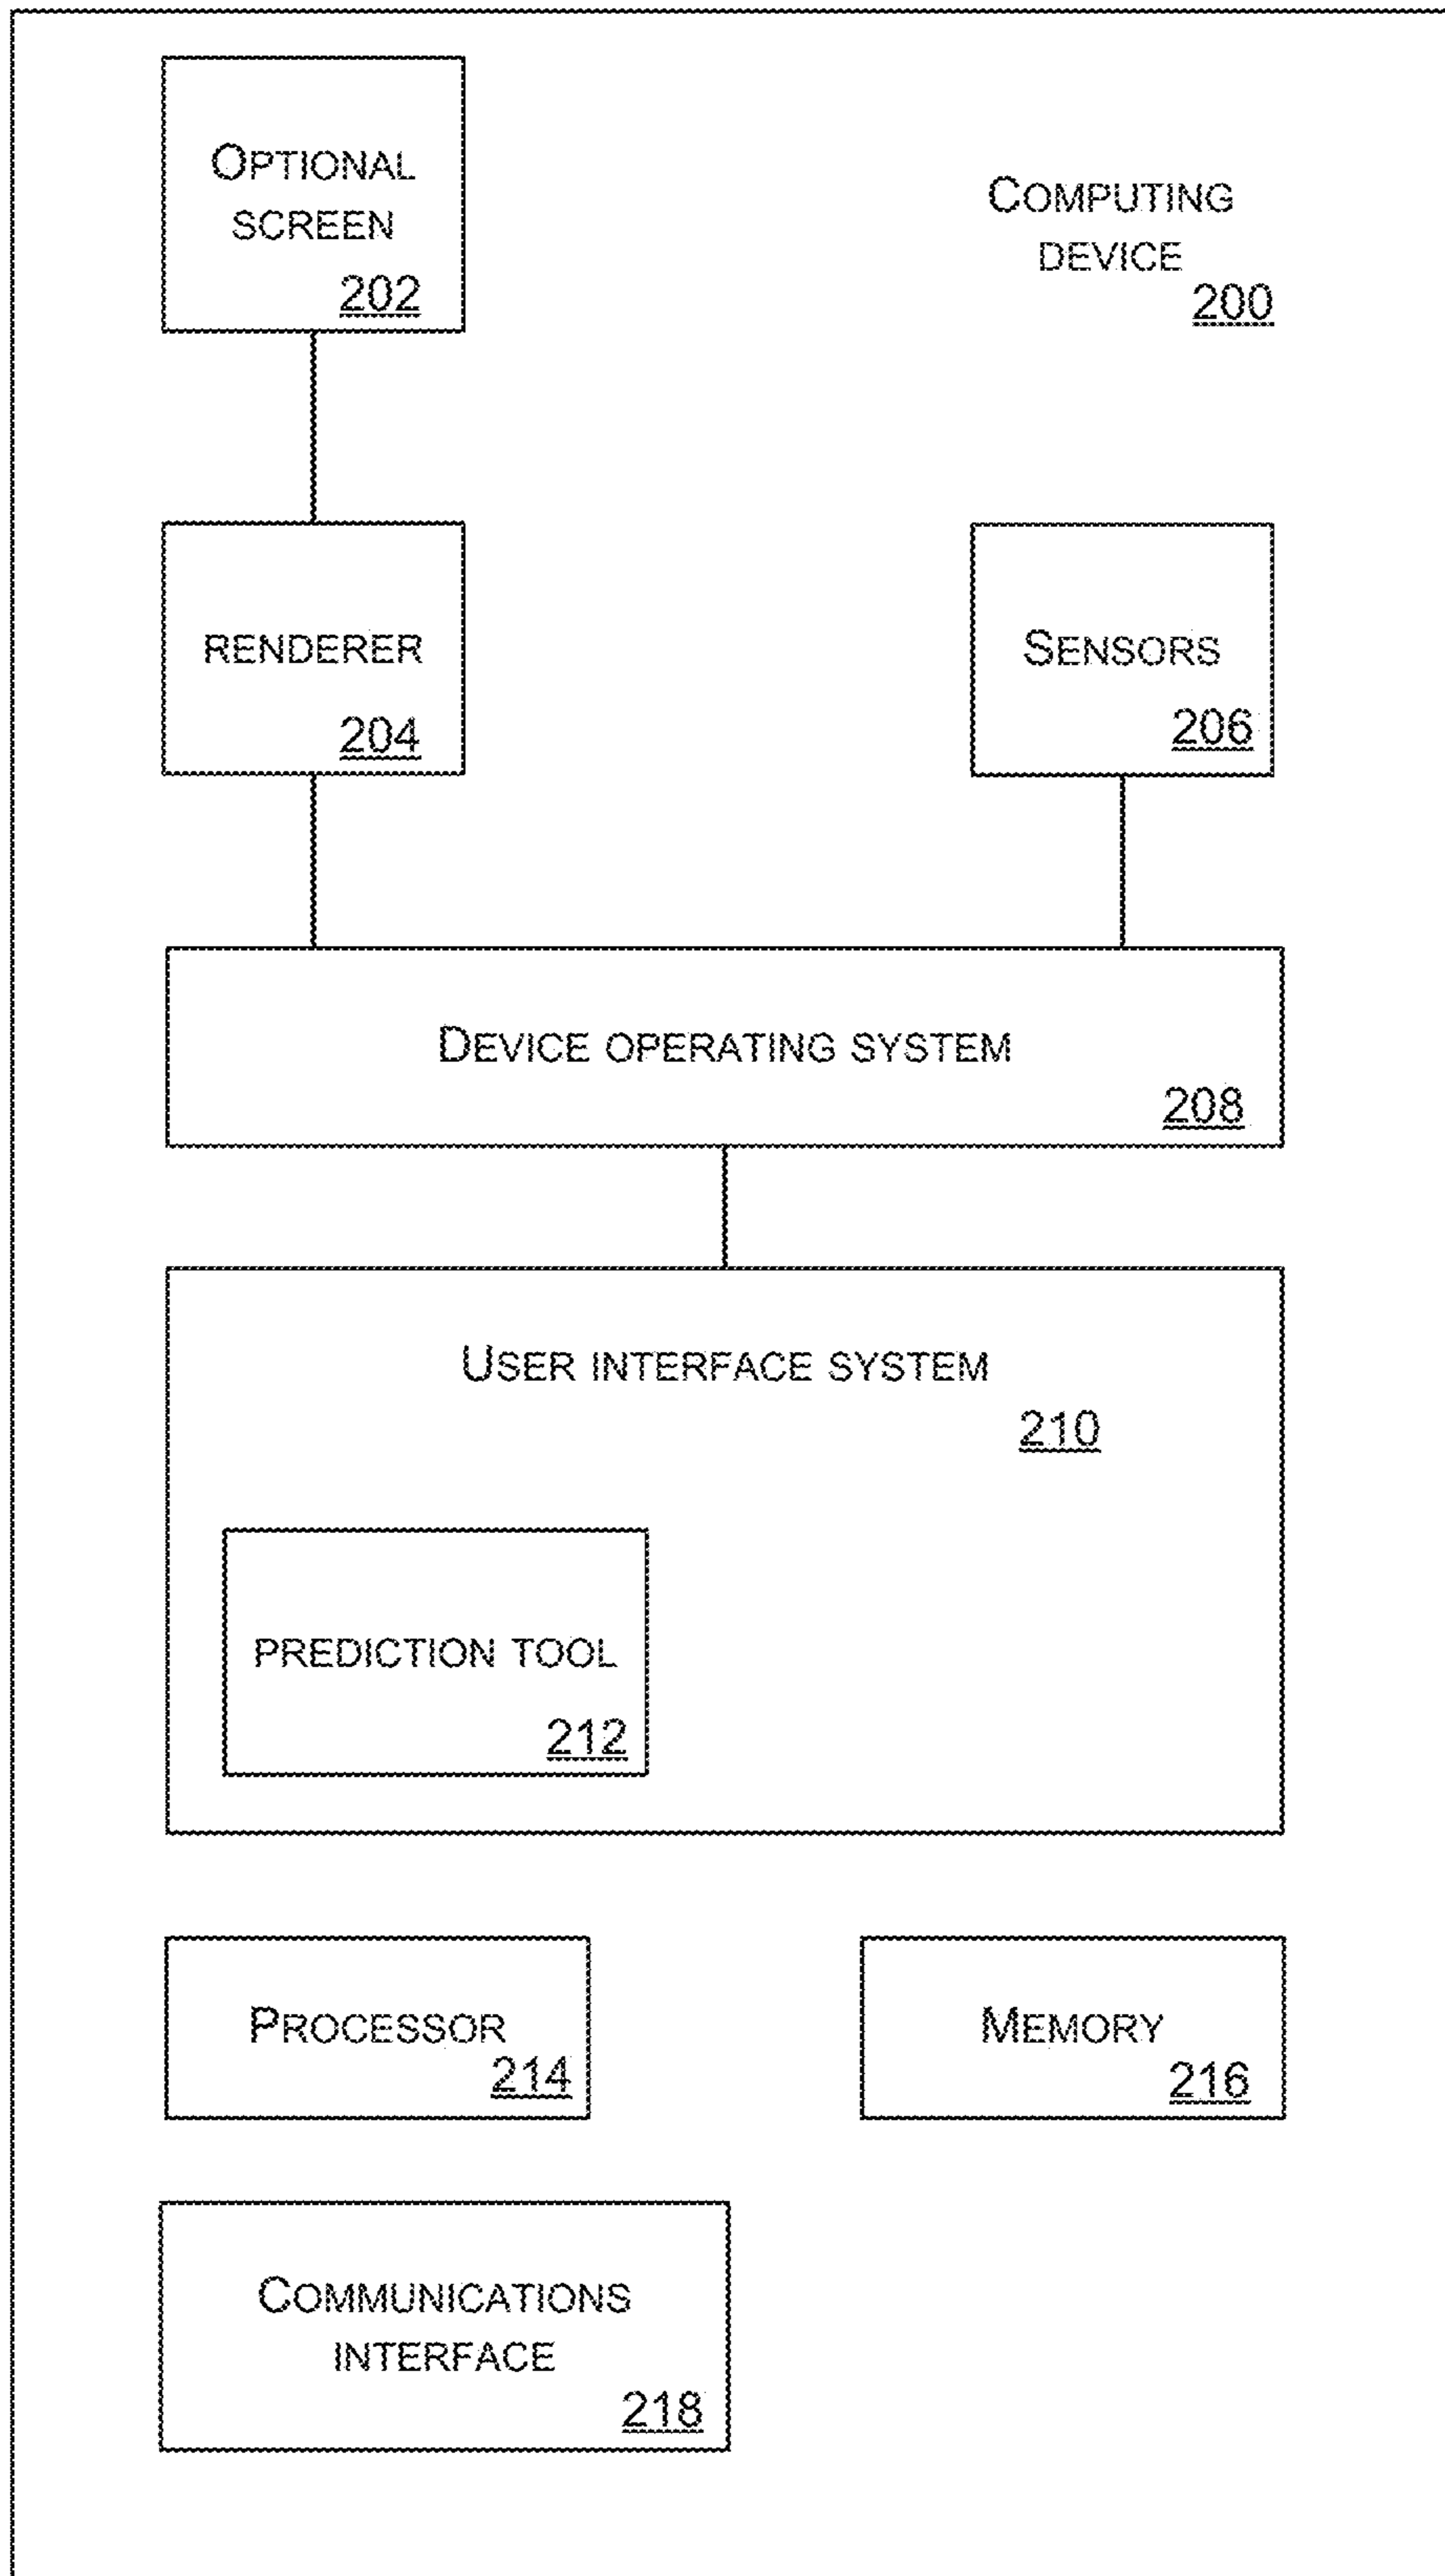 OPTIONAL
SCREEN
202
COMPUTING
DEVICE
200
RENDERER
204
SENSORS
206
DEVICE OPERATING SYSTEM
208
USER INTERFACE SYSTEM
210
PREDICTION TOOL
212
PROCESSOR
214
MEMORY
216
COMMUNICATIONS
INTERFACE
218